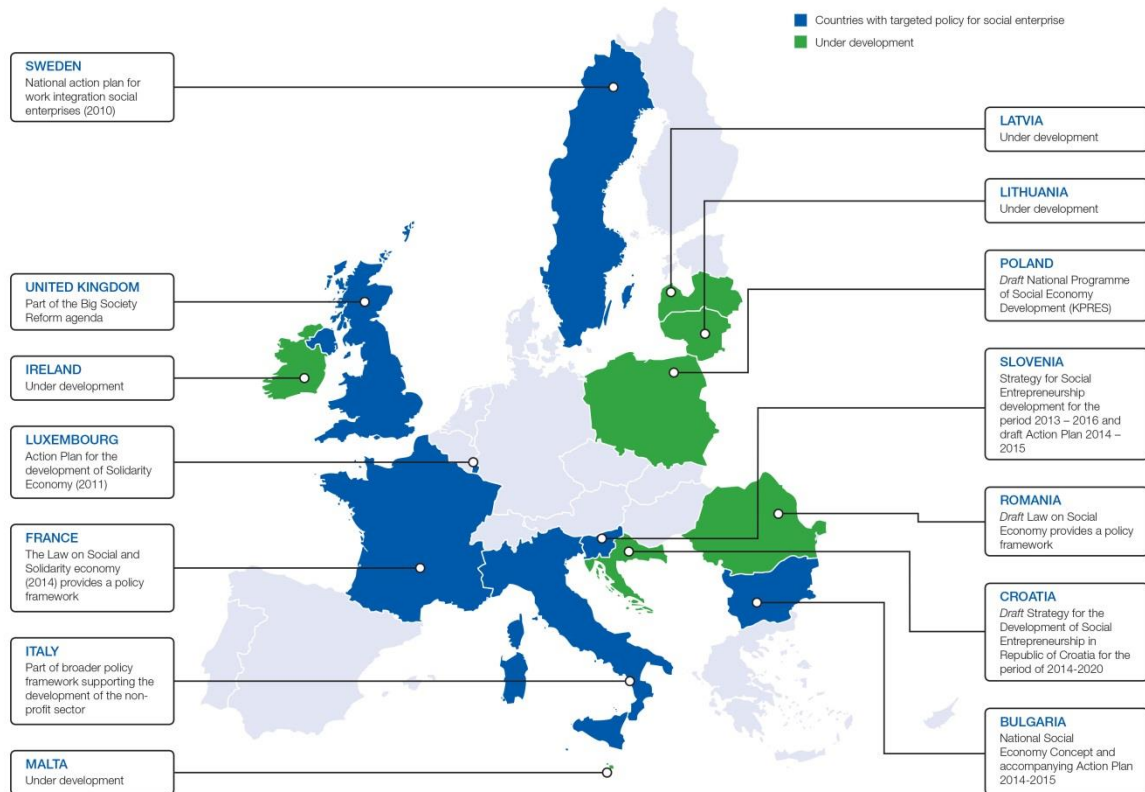 Countries with targeted policy for social enterprise
Under development
SWEDEN
National action plan for
work integration social
enterprises (2010)
UNITED KINGDOM
Part of the Big Society
Reform agenda
IRELAND
Under development
LUXEMBOURG
Action Plan for the
development of Solidarity
Economy (2011)
FRANCE
The Law on Social and
Solidarity economy
(2014) provides a policy
framework
ITALY
Part of broader policy
framework supporting the
development of the non-
profit sector
MALTA
Under development
LATVIA
Under development
LITHUANIA
Under development
POLAND
Draft National Programme
of Social Economy
Development (KPRES)
SLOVENIA
Strategy for Social
Entrepreneurship
development for the
period 2013 – 2016 and
draft Action Plan 2014 –
2015
ROMANIA
Draft Law on Social
Economy provides a policy
framework
CROATIA
Draft Strategy for the
Development of Social
Entrepreneurship in
Republic of Croatia for the
period of 2014-2020
BULGARIA
National Social
Economy Concept and
accompanying Action Plan
2014-2015